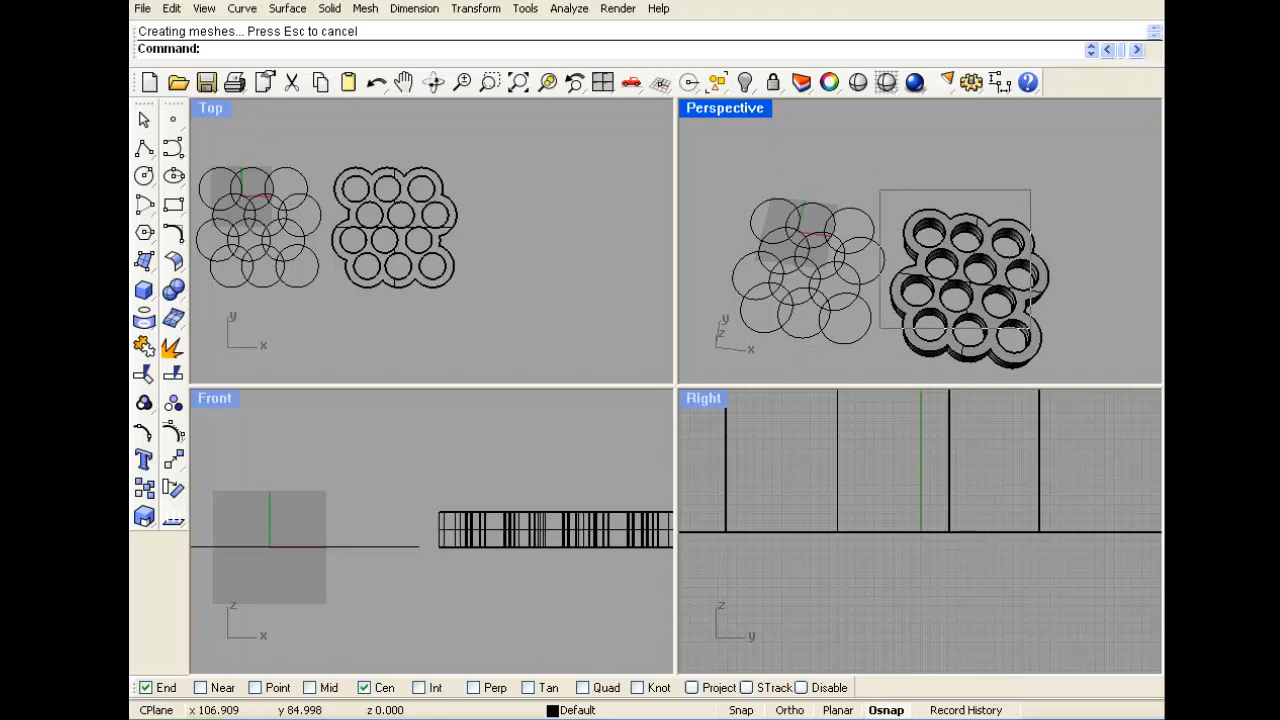 File Edit View Curve Surface Solid Mesh Dimension Transform Tools Analyze Render Help
Creating meshes... Press Esc to cancel
Command:
Top
Perspective
y
x
y
z
x
Front
Right
z
x
z
y
End Near Point Mid Cen Int Perp Tan Quad Knot Project STrack Disable
CPlane x 106.909 y 84.998 z 0.000 Default Snap Ortho Planar Osnap Record History